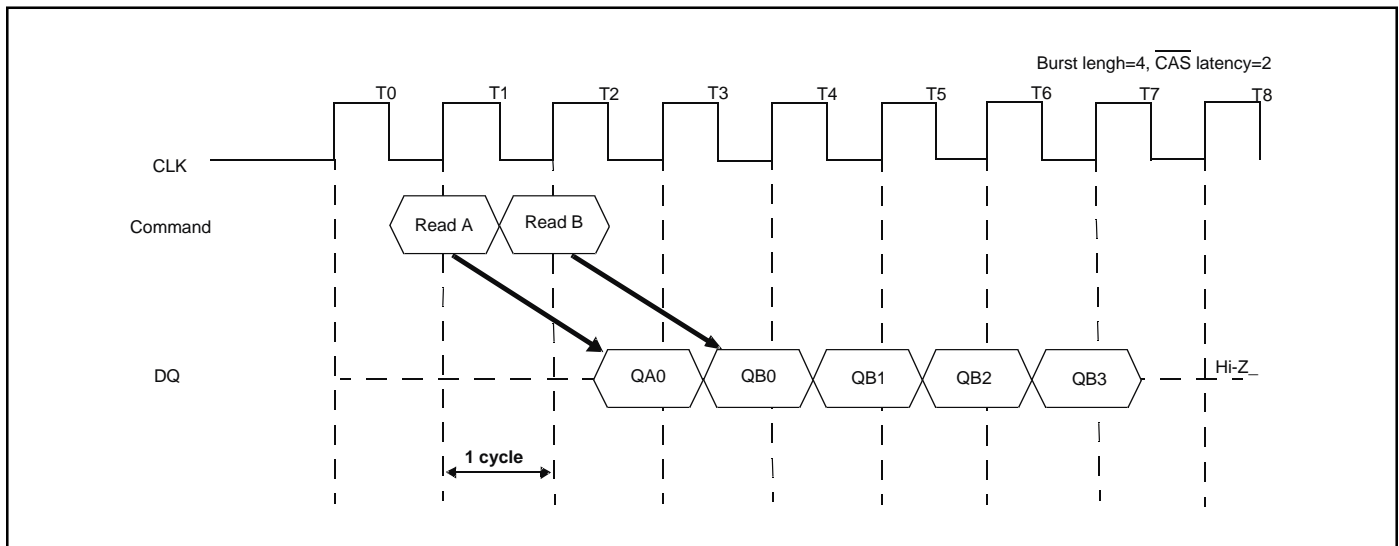 Burst lengh=4, CAS latency=2
T0 T1 T2 T3 T4 T5 T6 T7 T8
CLK
Command Read A Read B
DQ QA0 QB0 QB1 QB2 QB3 Hi-Z_
1 cycle